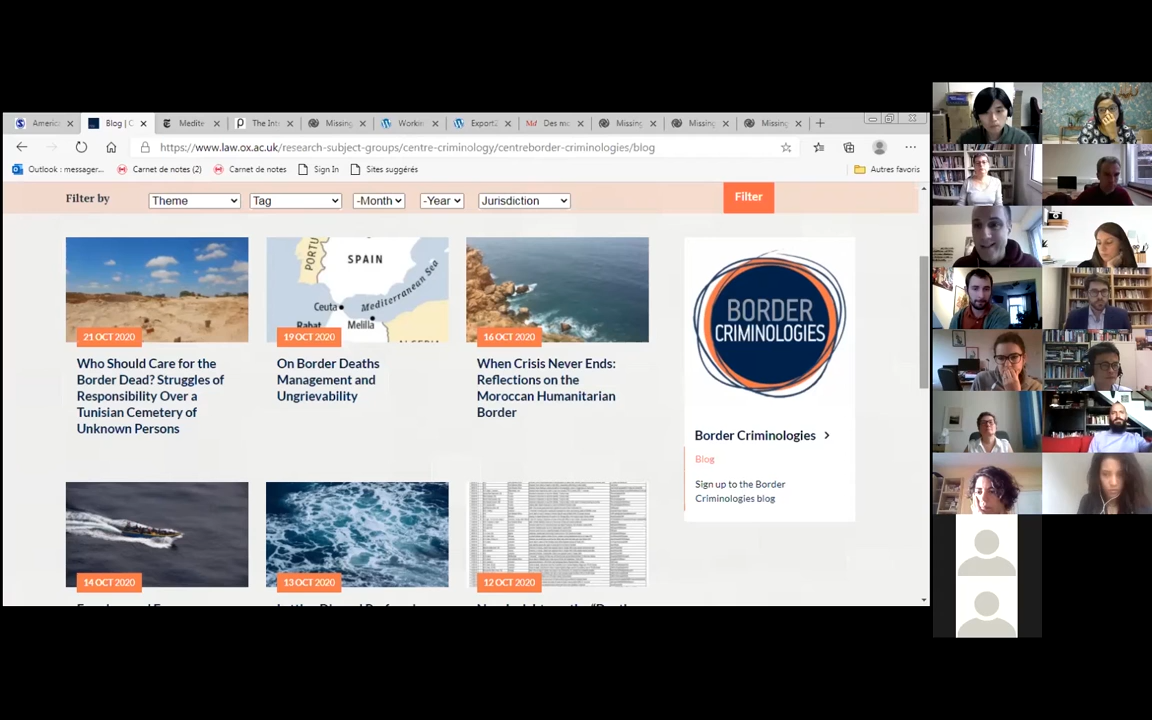 Americ
Blog | C
Medite
The Int
Missing
Workin
Export2
Des mo
Missing
Missing
Missing
https://www.law.ox.ac.uk/research-subject-groups/centre-criminology/centreborder-criminologies/blog
Outlook : messager...
Carnet de notes (2)
Carnet de notes
Sign In
Sites suggérés
Autres favoris
Filter by
Theme
Tag
-Month-
-Year-
Jurisdiction
Filter
PORTU
SPAIN
Ceuta
Mediterranean Sea
Rabat
Melilla
21 OCT 2020
19 OCT 2020
16 OCT 2020
BORDER
CRIMINOLOGIES
Who Should Care for the
Border Dead? Struggles of
Responsibility Over a
Tunisian Cemetery of
Unknown Persons
On Border Deaths
Management and
Ungrievability
When Crisis Never Ends:
Reflections on the
Moroccan Humanitarian
Border
Border Criminologies
Blog
Sign up to the Border
Criminologies blog
14 OCT 2020
13 OCT 2020
12 OCT 2020